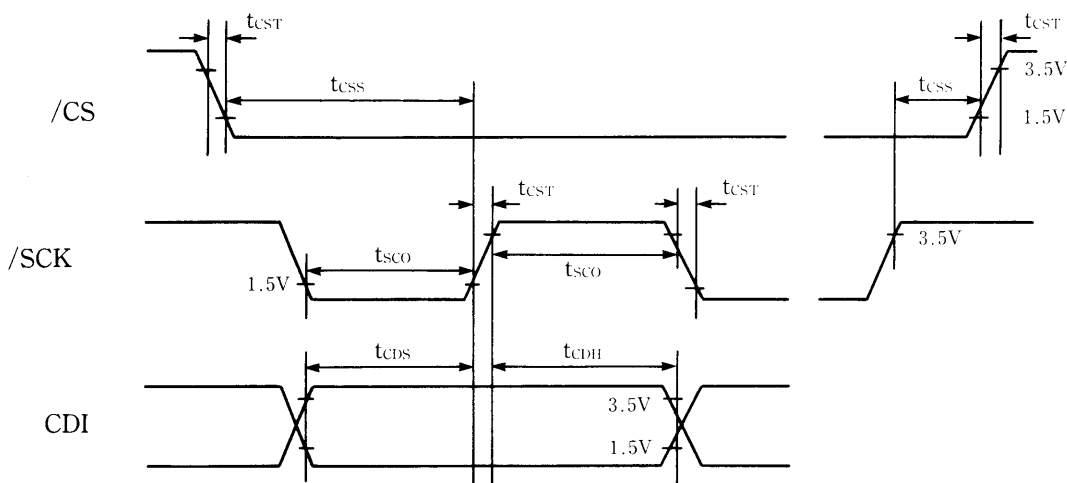 tCST
tCST
tCSS
tCSS
3.5V
/CS
1.5V
tCST
tCST
/SCK
3.5V
tSCO
tSCO
1.5V
tCDS
tCDH
3.5V
CDI
1.5V